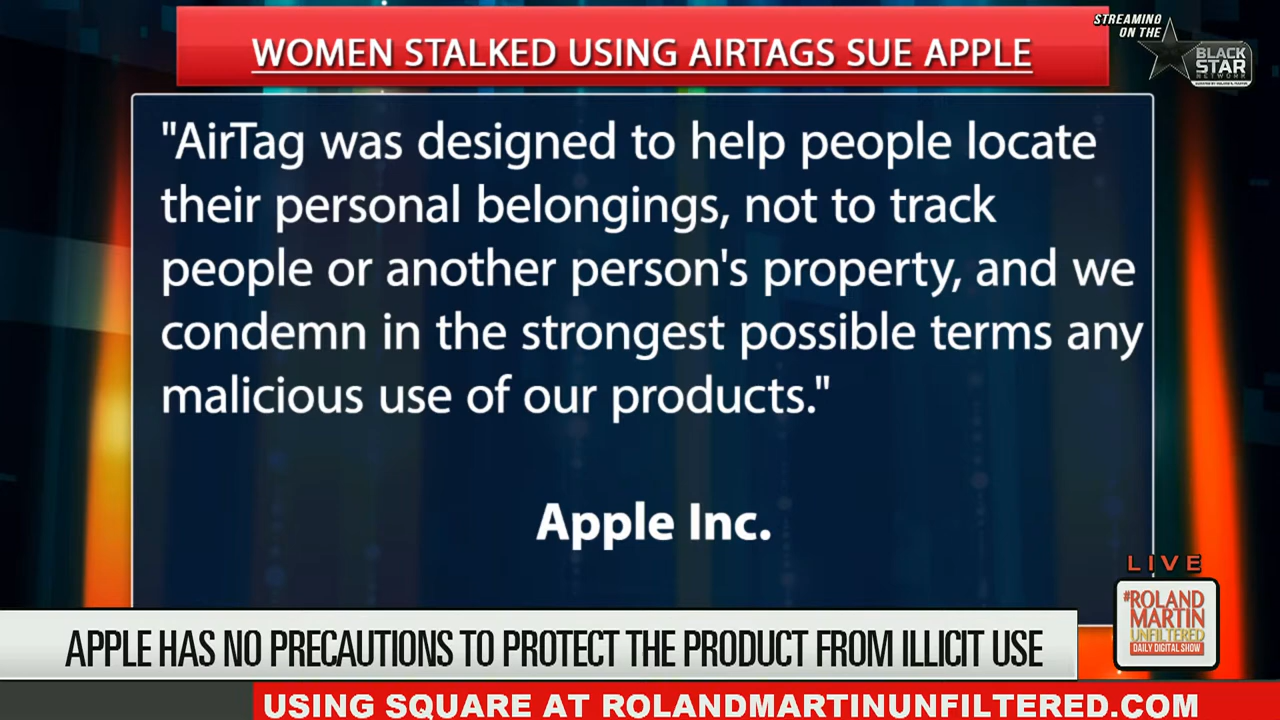 WOMEN STALKED USING AIRTAGS SUE APPLE
STREAMING
ON THE
BLACK
STAR
NETWORK
"AirTag was designed to help people locate
their personal belongings, not to track
people or another person's property, and we
condemn in the strongest possible terms any
malicious use of our products."
Apple Inc.
LIVE
#ROLAND
MARTIN
UNFILTERED
DAILY DIGITAL SHOW
APPLE HAS NO PRECAUTIONS TO PROTECT THE PRODUCT FROM ILLICIT USE
USING SQUARE AT ROLANDMARTINUNFILTERED.COM